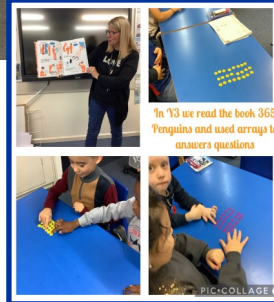 In Y3 we read the book 365
Penguins and used arrays to
answers questions
PIC•COLLAGE